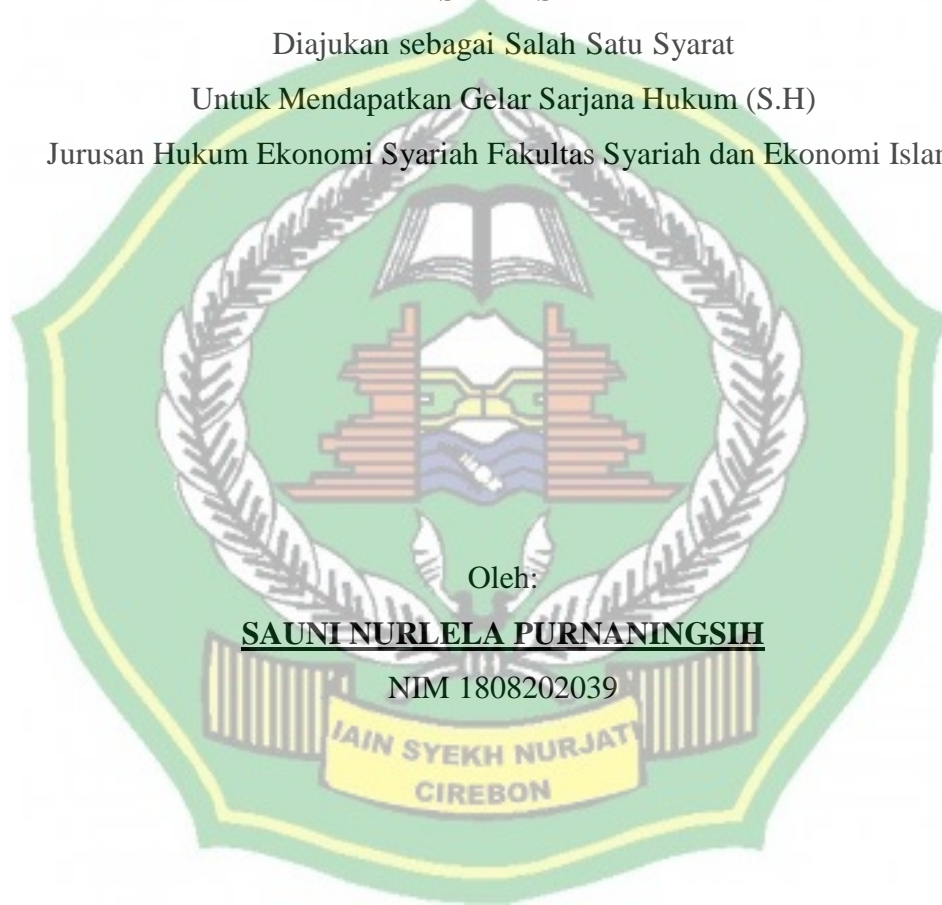 Diajukan sebagai Salah Satu Syarat
Untuk Mendapatkan Gelar Sarjana Hukum (S.H)
Jurusan Hukum Ekonomi Syariah Fakultas Syariah dan Ekonomi Islam
Oleh:
SAUNI NURLELA PURNANINGSIH
NIM 1808202039
IAIN SYEKH NURJATI
CIREBON